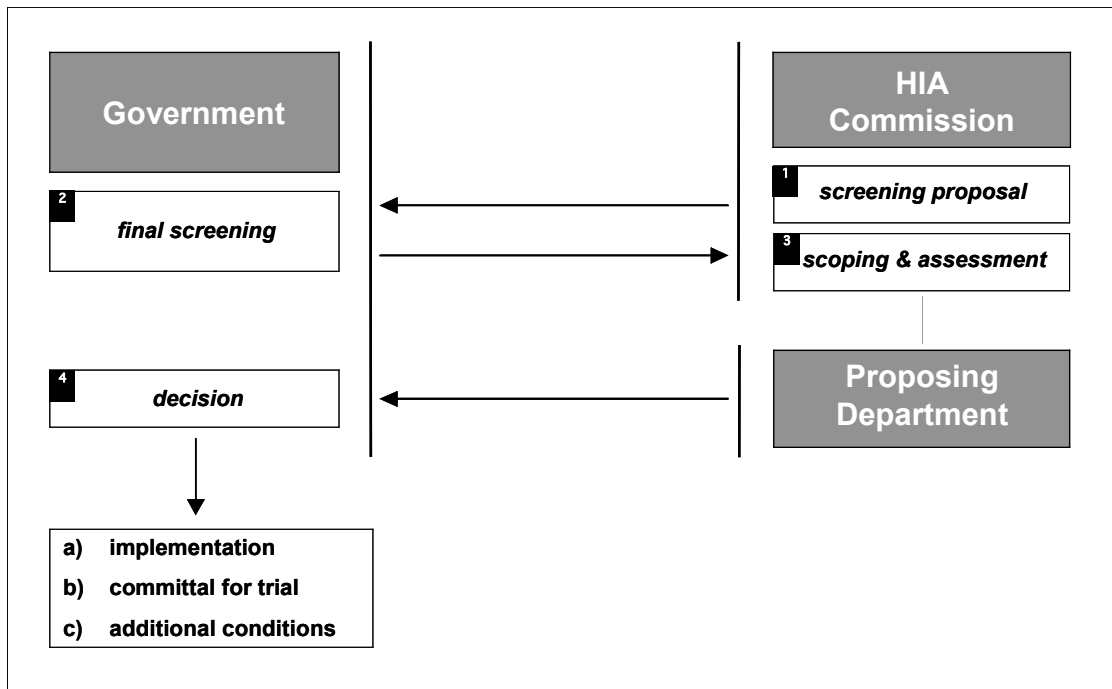 Government
2
final screening
4
decision
a) implementation
b) committal for trial
c) additional conditions
HIA
Commission
1
screening proposal
3
scoping & assessment
Proposing
Department